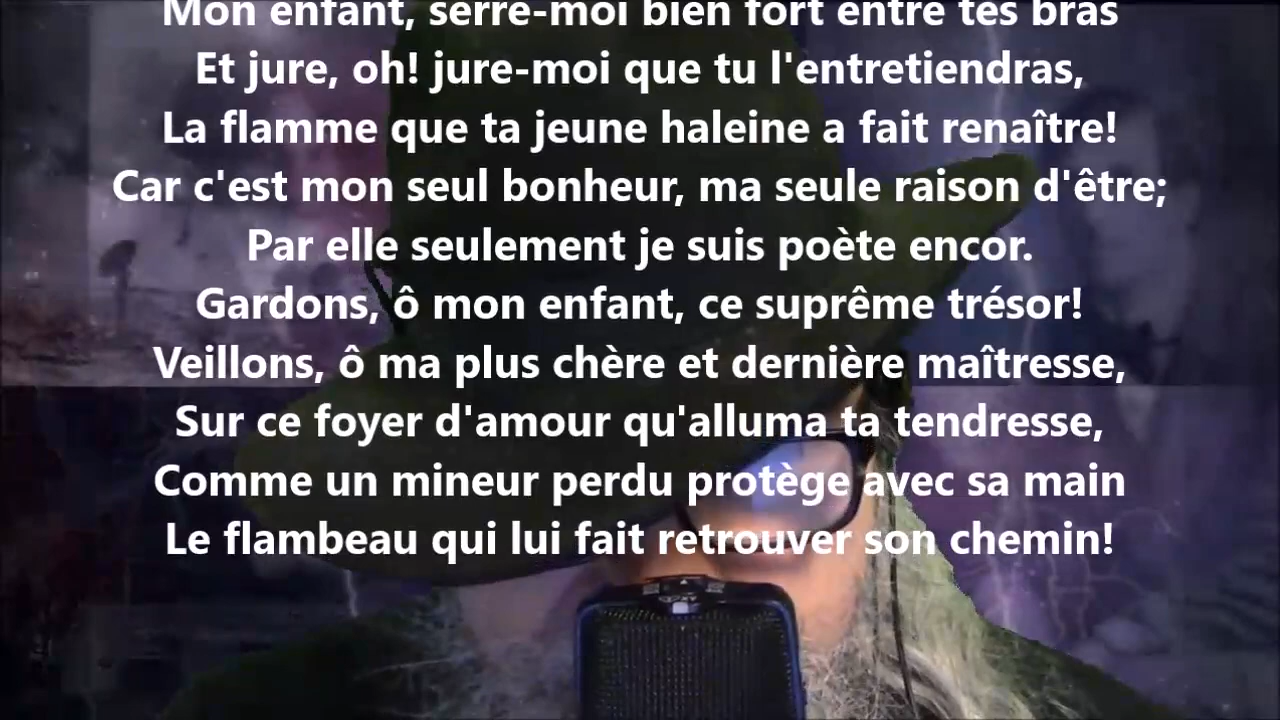 Mon enfant, serre-moi bien fort entre tes bras
Et jure, oh! jure-moi que tu l'entretiendras,
La flamme que ta jeune haleine a fait renaître!
Car c'est mon seul bonheur, ma seule raison d'être;
Par elle seulement je suis poète encor.
Gardons, ô mon enfant, ce suprême trésor!
Veillons, ô ma plus chère et dernière maîtresse,
Sur ce foyer d'amour qu'alluma ta tendresse,
Comme un mineur perdu protège avec sa main
Le flambeau qui lui fait retrouver son chemin!